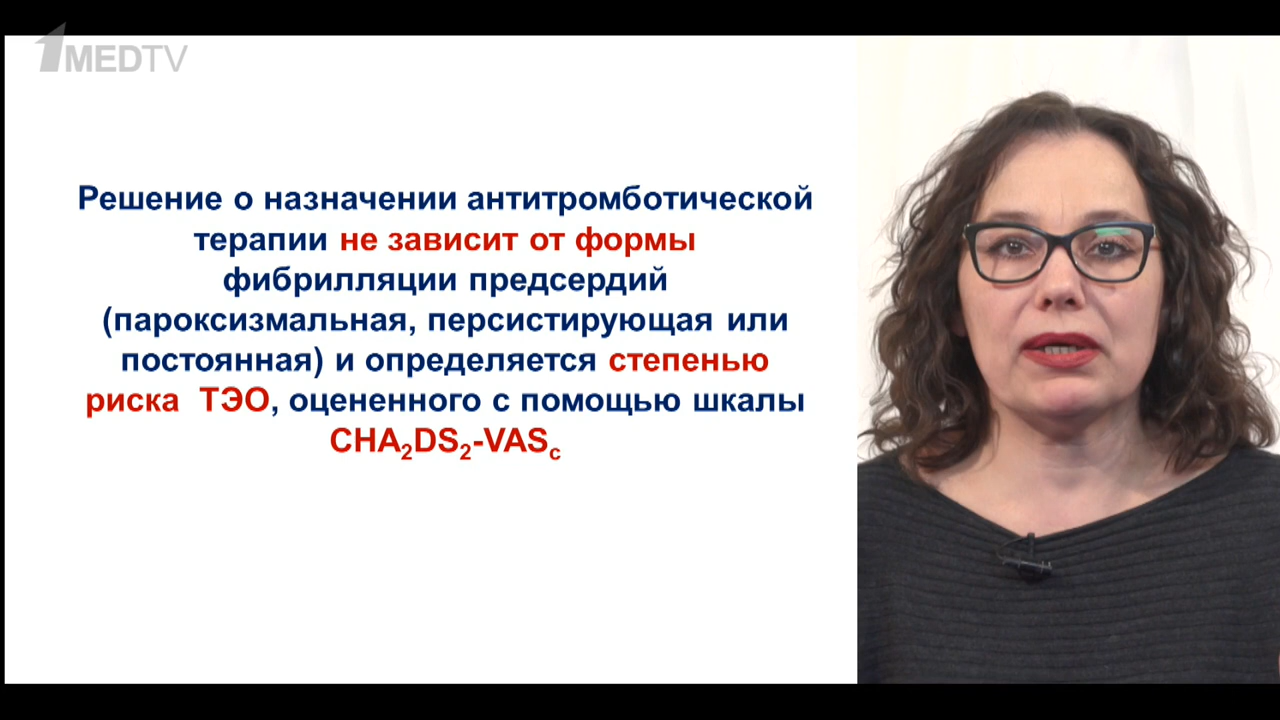 1MEDTV
Решение о назначении антитромботической
терапии не зависит от формы
фибрилляции предсердий
(пароксизмальная, персистирующая или
постоянная) и определяется степенью
риска ТЭО, оцененного с помощью шкалы
CHA₂DS₂-VASc